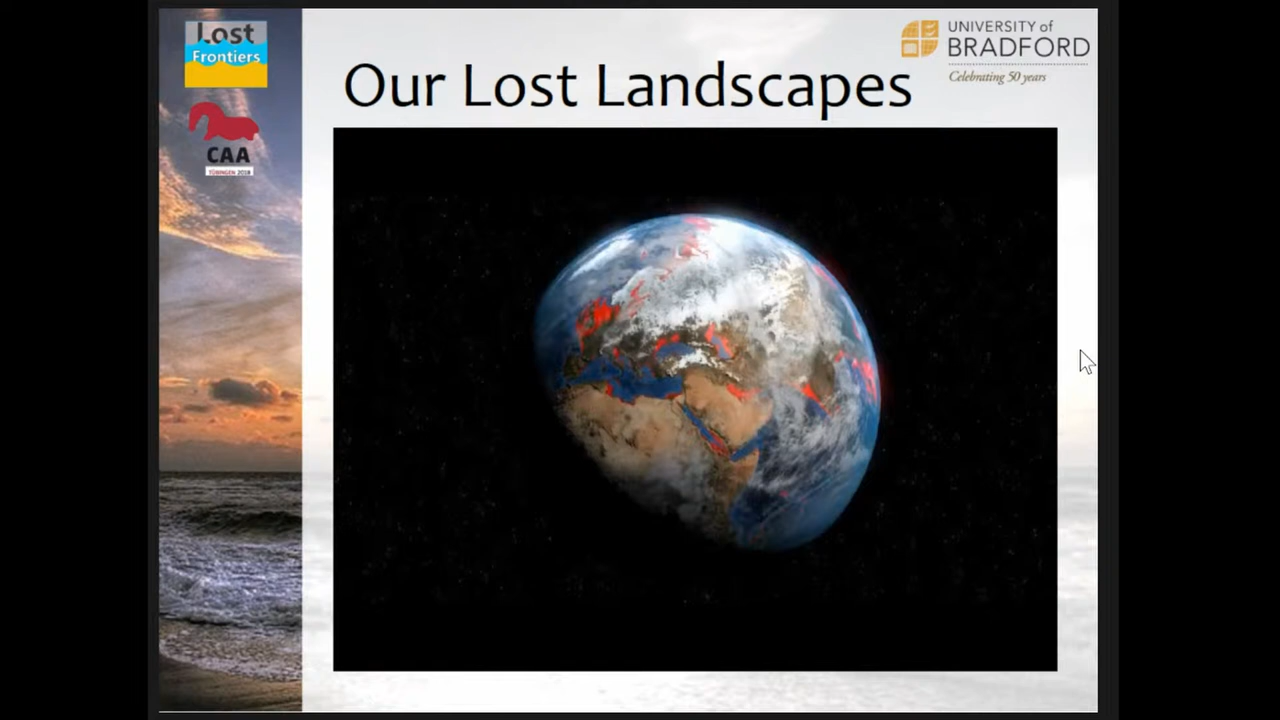 Lost
Frontiers
CAA
TÜBINGEN 2018
Our Lost Landscapes
UNIVERSITY of
BRADFORD
Celebrating 50 years